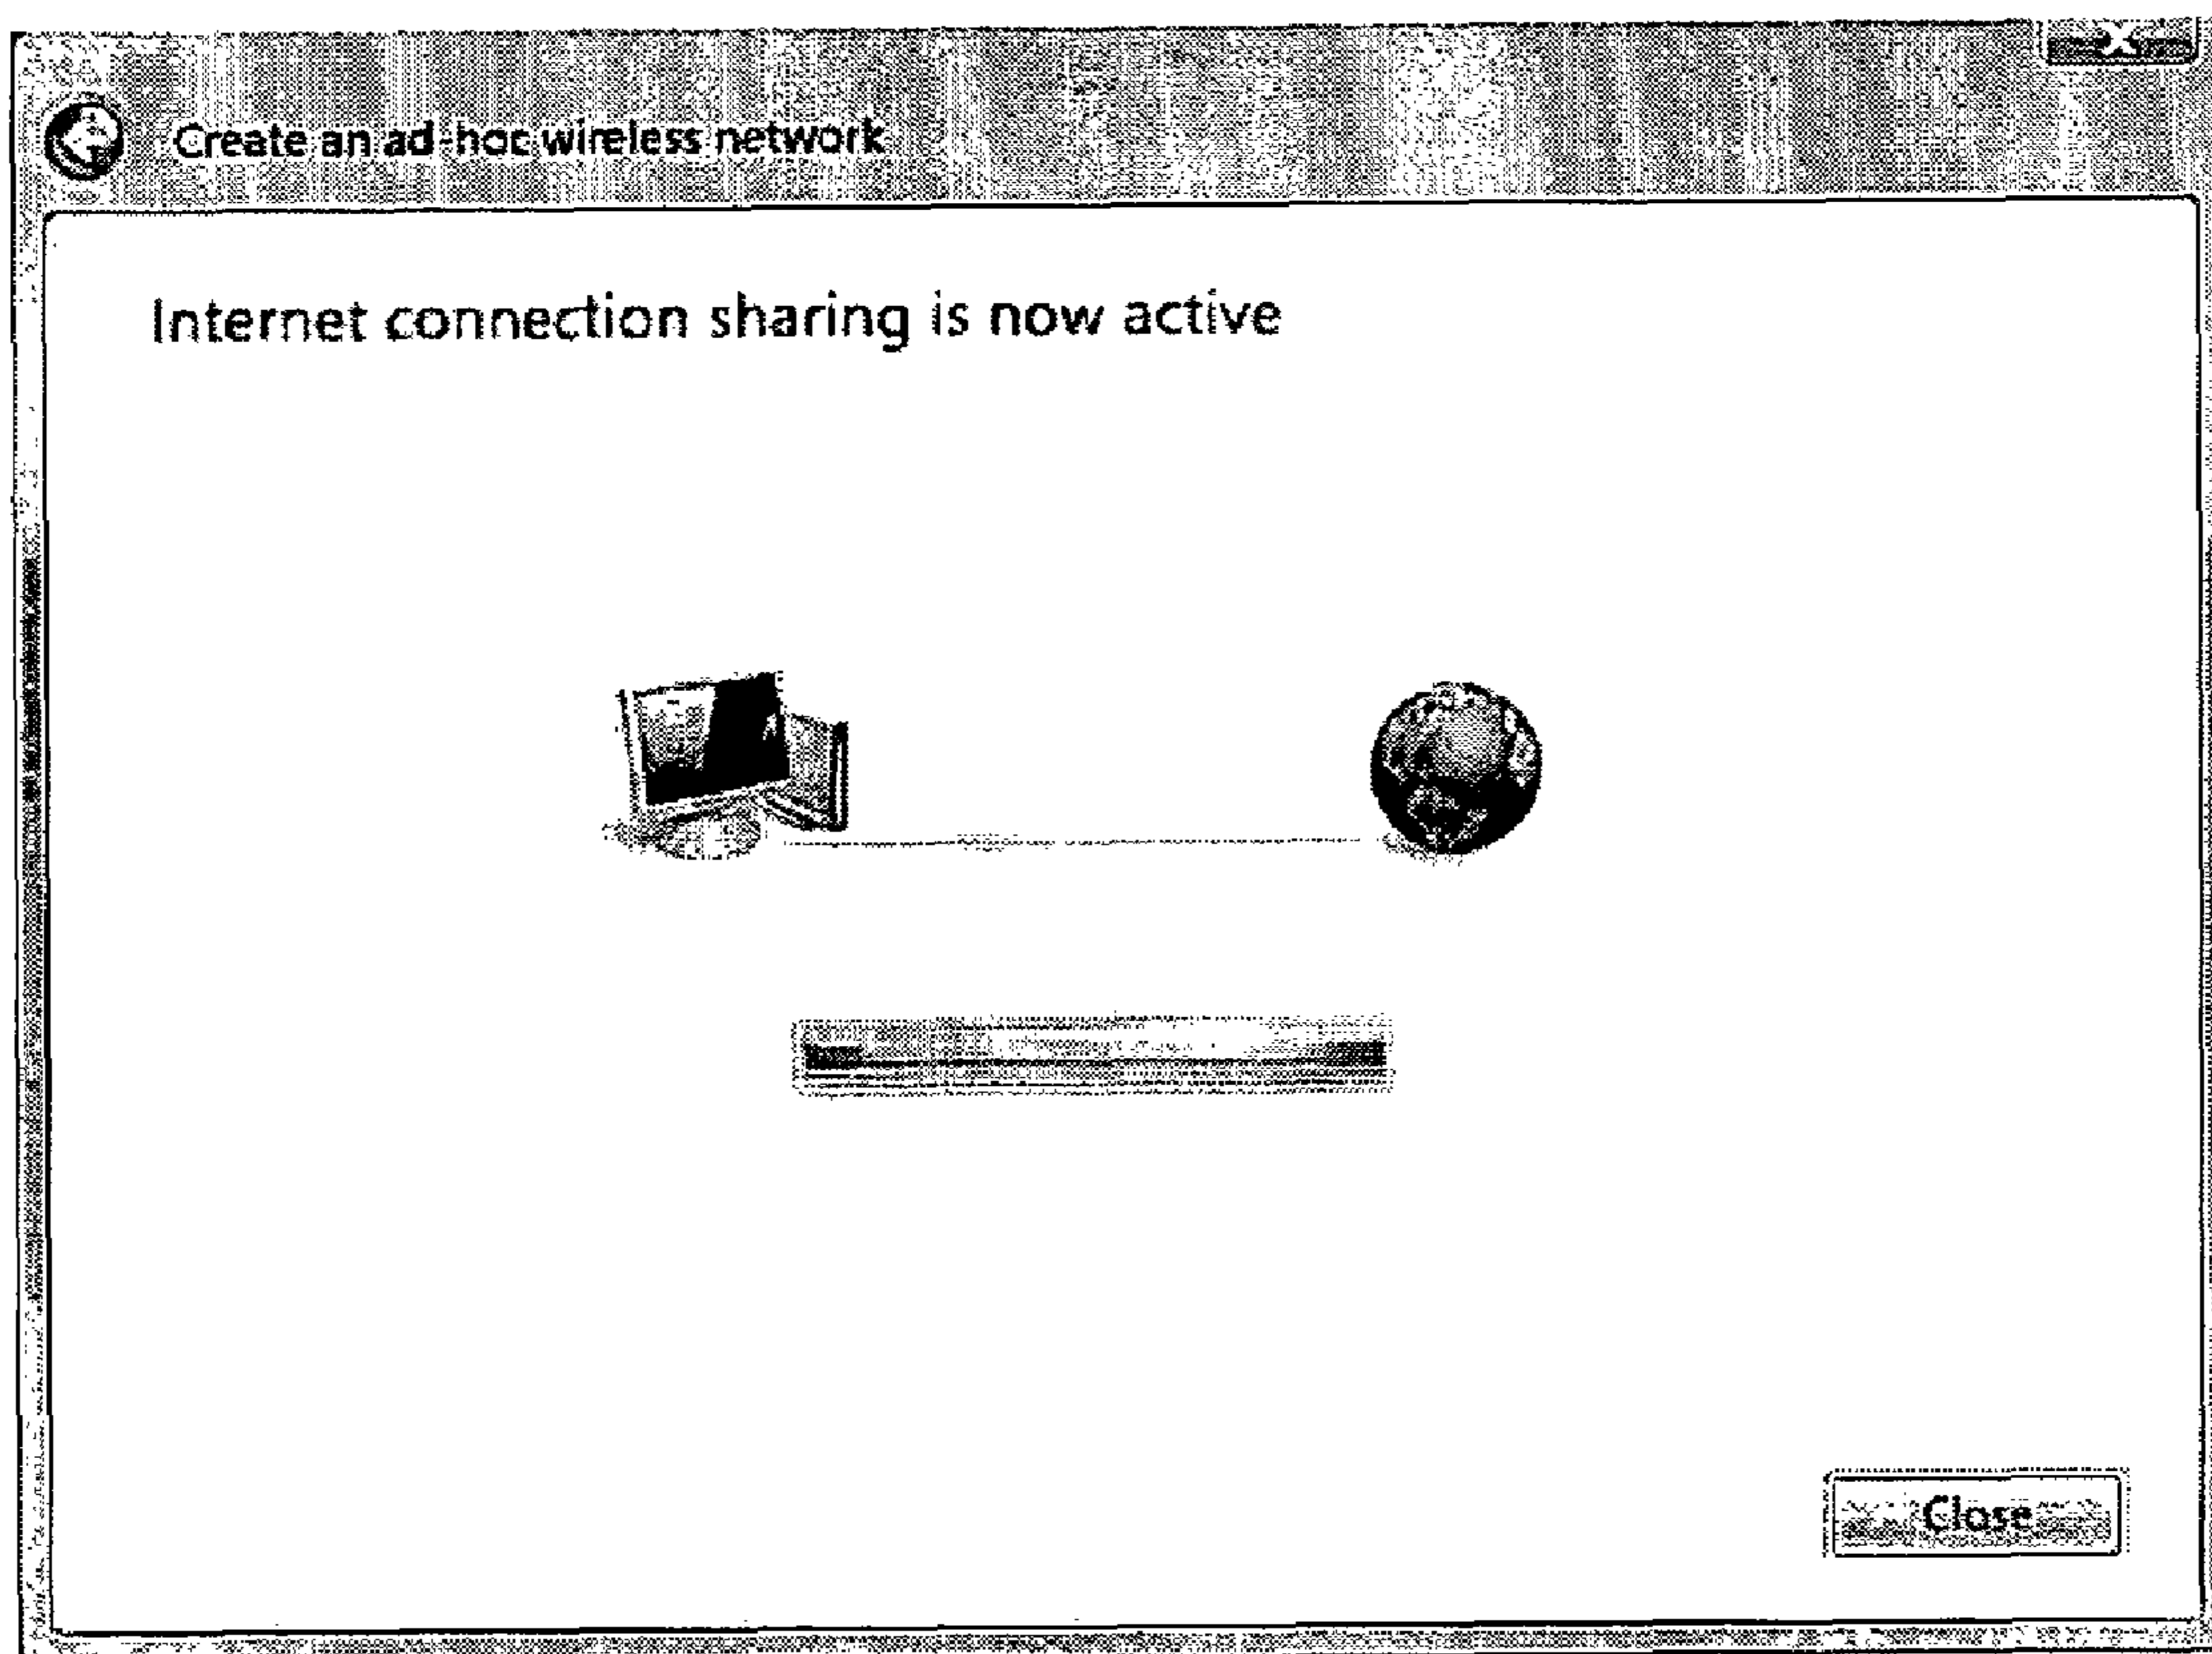 Create an ad-hoc wireless network
Internet connection sharing is now active
Close